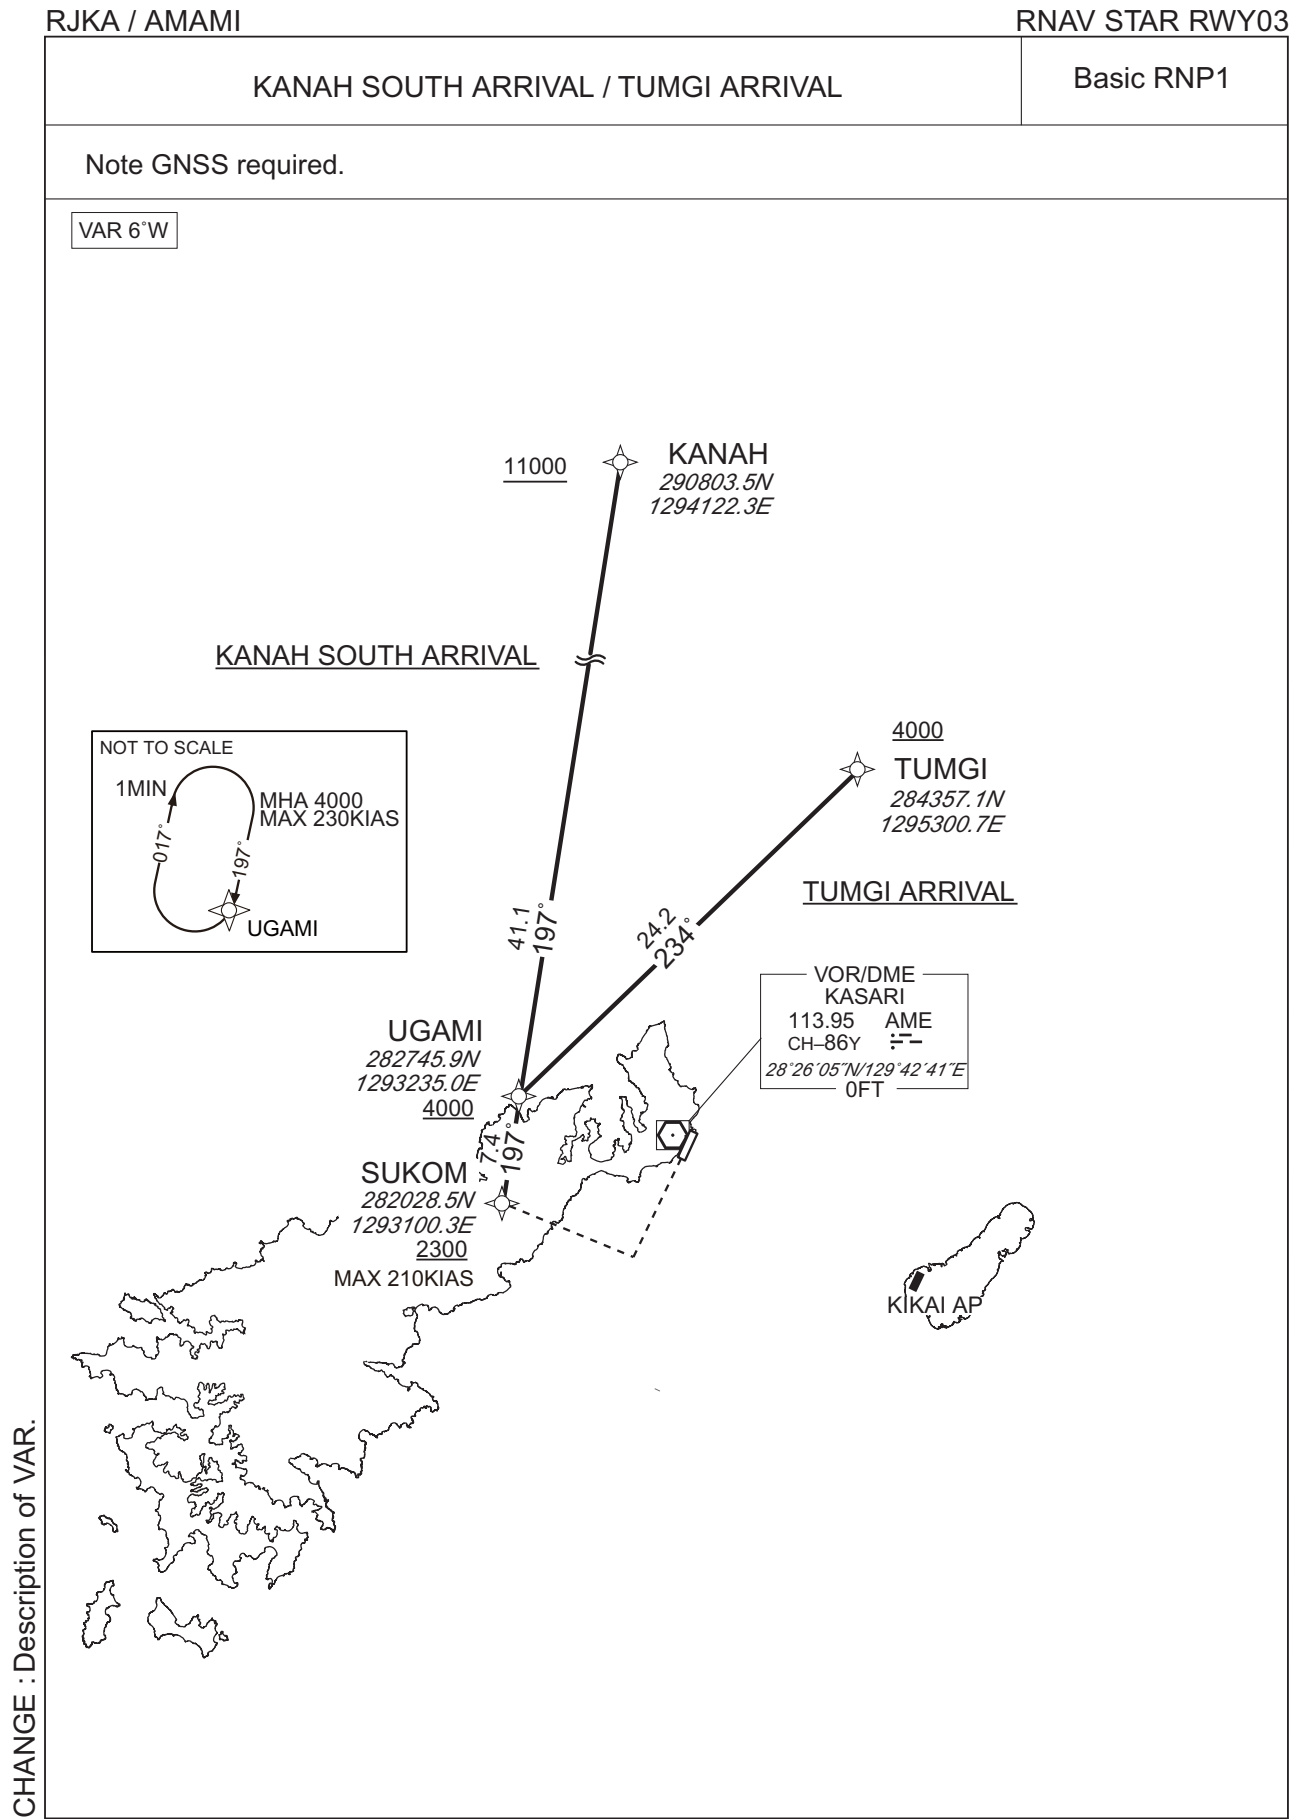 RJKA / AMAMI
RNAV STAR RWY03
KANAH SOUTH ARRIVAL / TUMGI ARRIVAL
Basic RNP1
Note GNSS required.
VAR 6°W
11000
KANAH
290803.5N
1294122.3E
KANAH SOUTH ARRIVAL
4000
TUMGI
284357.1N
1295300.7E
NOT TO SCALE
1MIN
MHA 4000
MAX 230KIAS
017°
197°
UGAMI
TUMGI ARRIVAL
41.1
197°
24.2
234°
VOR/DME
KASARI
113.95 AME
CH–86Y
28°26′05″N/129°42′41″E
0FT
UGAMI
282745.9N
1293235.0E
4000
7.4
197°
SUKOM
282028.5N
1293100.3E
2300
MAX 210KIAS
KIKAI AP
CHANGE : Description of VAR.